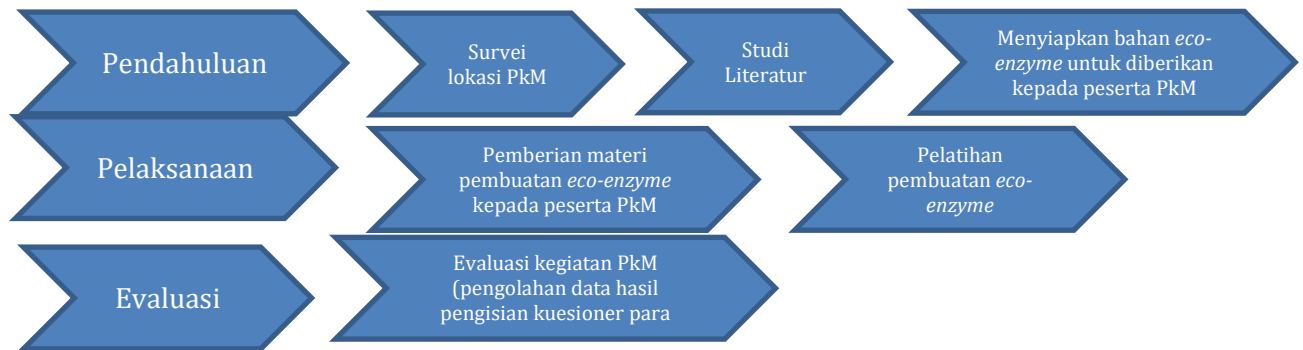 Pendahuluan
Survei
lokasi PkM
Studi
Literatur
Menyiapkan bahan eco-
enzyme untuk diberikan
kepada peserta PkM
Pelaksanaan
Pemberian materi
pembuatan eco-enzyme
kepada peserta PkM
Pelatihan
pembuatan eco-
enzyme
Evaluasi
Evaluasi kegiatan PkM
(pengolahan data hasil
pengisian kuesioner para